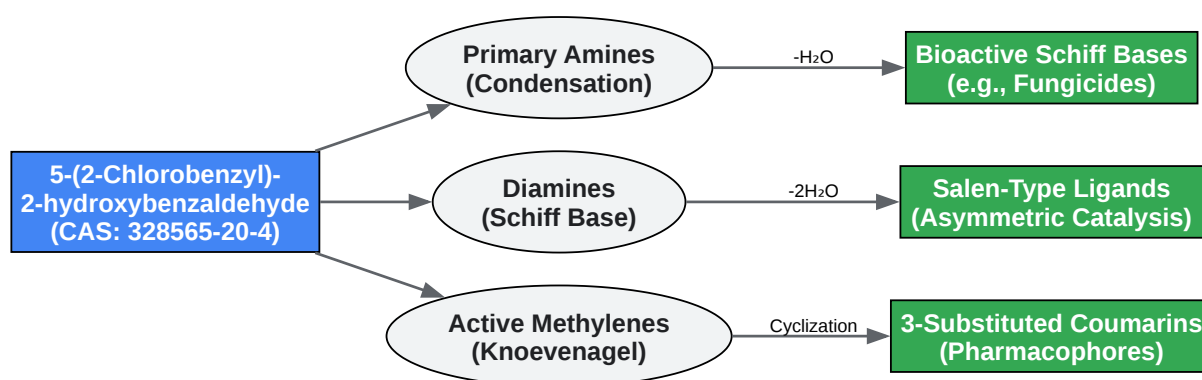 5-(2-Chlorobenzyl)-
2-hydroxybenzaldehyde
(CAS: 328565-20-4)
Primary Amines
(Condensation)
-H₂O
Bioactive Schiff Bases
(e.g., Fungicides)
Diamines
(Schiff Base)
-2H₂O
Salen-Type Ligands
(Asymmetric Catalysis)
Active Methylenes
(Knoevenagel)
Cyclization
3-Substituted Coumarins
(Pharmacophores)